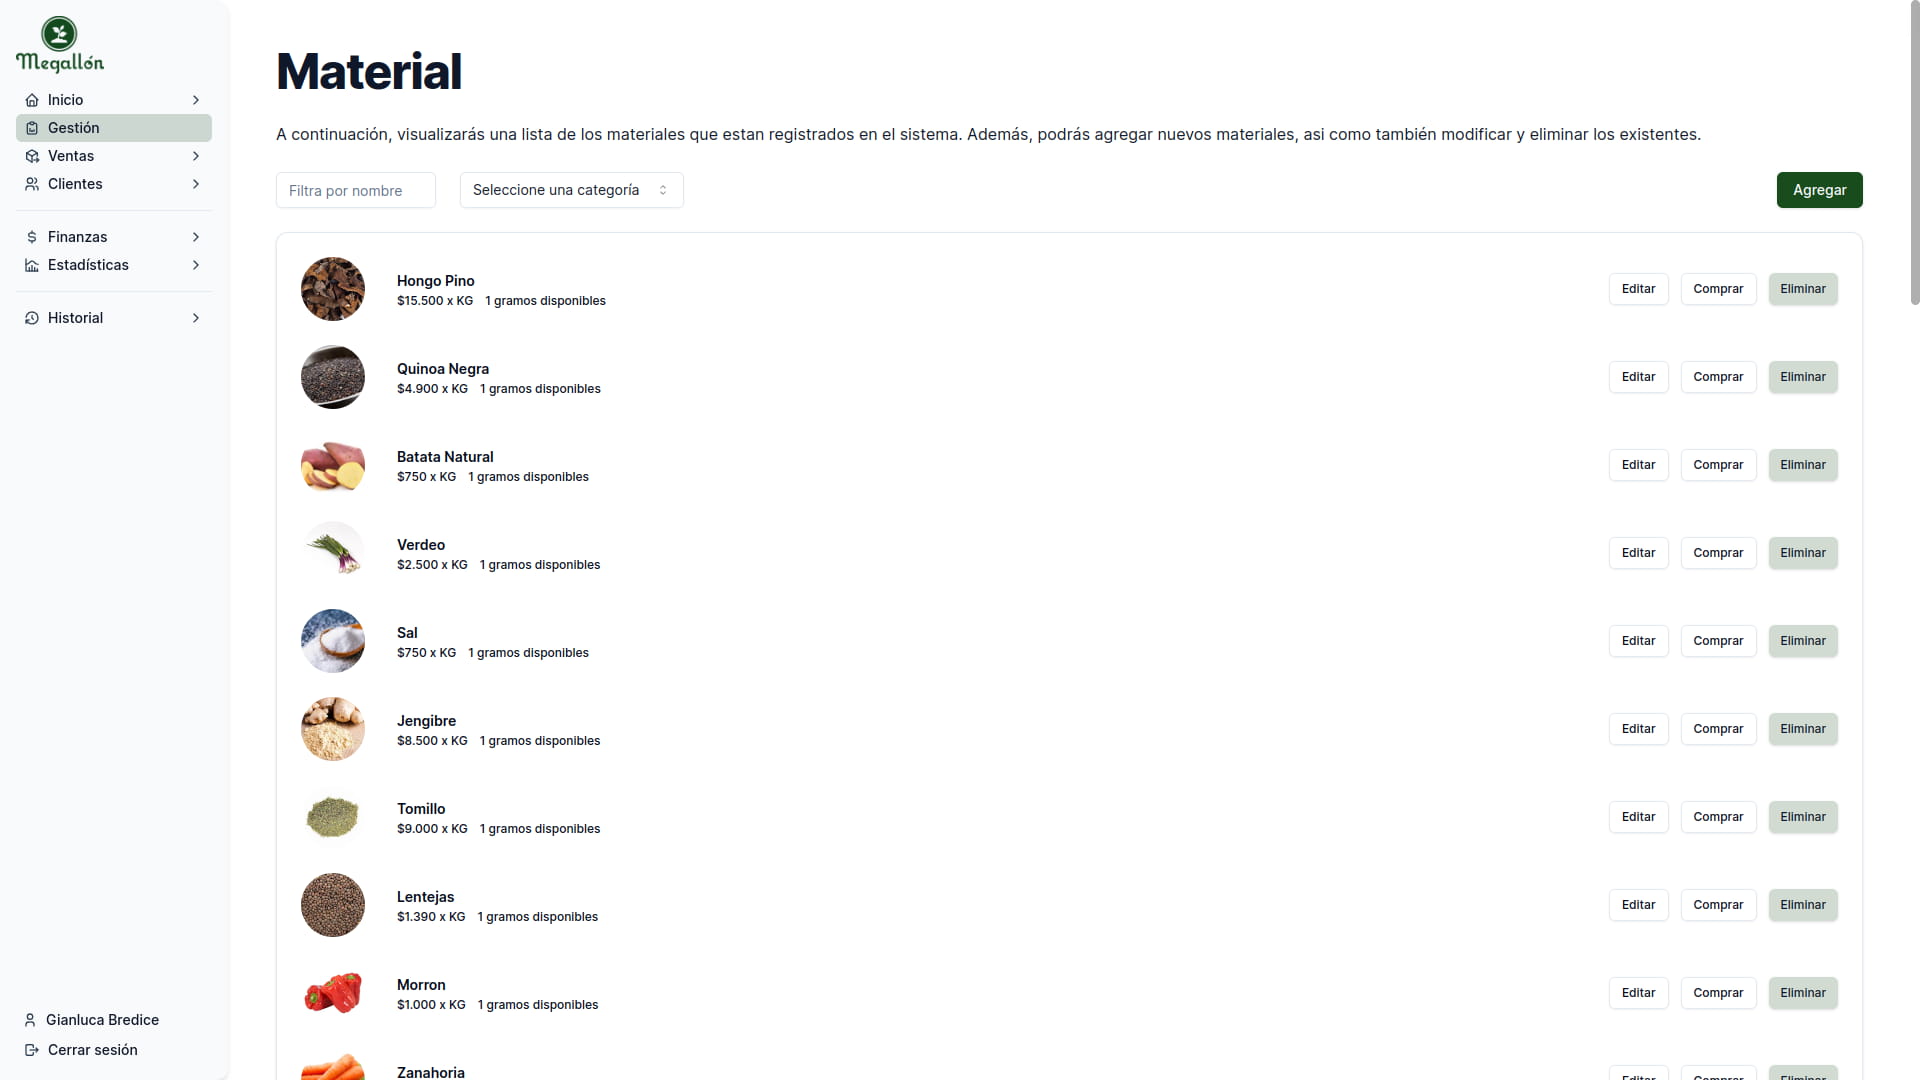 Megallón
Inicio
Gestión
Ventas
Clientes
Finanzas
Estadísticas
Historial
Gianluca Bredice
Cerrar sesión
Material
A continuación, visualizarás una lista de los materiales que estan registrados en el sistema. Además, podrás agregar nuevos materiales, asi como también modificar y eliminar los existentes.
Filtra por nombre Seleccione una categoría Agregar
Hongo Pino
$15.500 x KG 1 gramos disponibles
Editar Comprar Eliminar
Quinoa Negra
$4.900 x KG 1 gramos disponibles
Editar Comprar Eliminar
Batata Natural
$750 x KG 1 gramos disponibles
Editar Comprar Eliminar
Verdeo
$2.500 x KG 1 gramos disponibles
Editar Comprar Eliminar
Sal
$750 x KG 1 gramos disponibles
Editar Comprar Eliminar
Jengibre
$8.500 x KG 1 gramos disponibles
Editar Comprar Eliminar
Tomillo
$9.000 x KG 1 gramos disponibles
Editar Comprar Eliminar
Lentejas
$1.390 x KG 1 gramos disponibles
Editar Comprar Eliminar
Morron
$1.000 x KG 1 gramos disponibles
Editar Comprar Eliminar
Zanahoria
Editar Comprar Eliminar